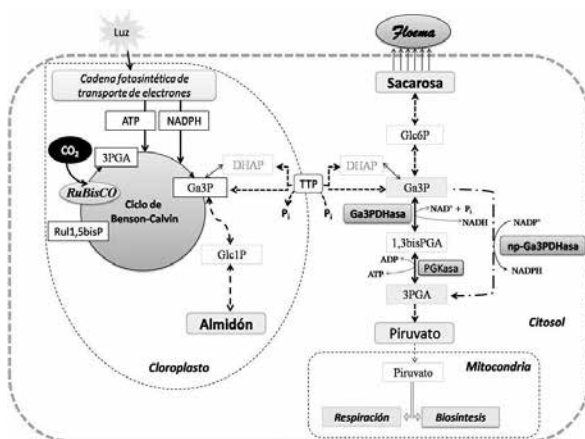 Luz
Cadena fotosintética de
transporte de electrones
ATP
NADPH
CO2
3PGA
RuBisCO
Rul1,5bisP
Ciclo de
Benson-Calvin
DHAP
Ga3P
Glc1P
Almidón
Cloroplasto
TTP
Pi
Pi
Floema
Sacarosa
Glc6P
DHAP
Ga3P
Ga3PDHasa
NAD+ + Pi
NADH
1,3bisPGA
ADP
ATP
PGKasa
3PGA
NADP+
np-Ga3PDHasa
NADPH
Citosol
Piruvato
Mitocondria
Piruvato
Respiración
Biosíntesis